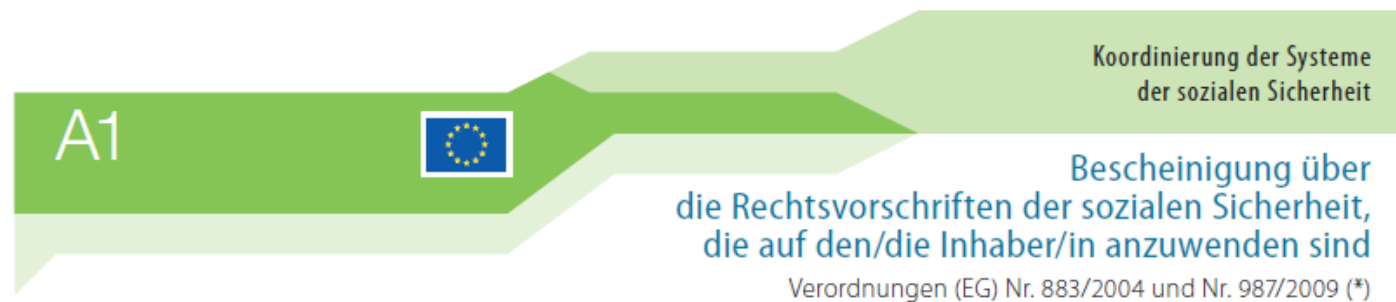 A1
Koordinierung der Systeme
der sozialen Sicherheit
Bescheinigung über
die Rechtsvorschriften der sozialen Sicherheit,
die auf den/die Inhaber/in anzuwenden sind
Verordnungen (EG) Nr. 883/2004 und Nr. 987/2009 (*)